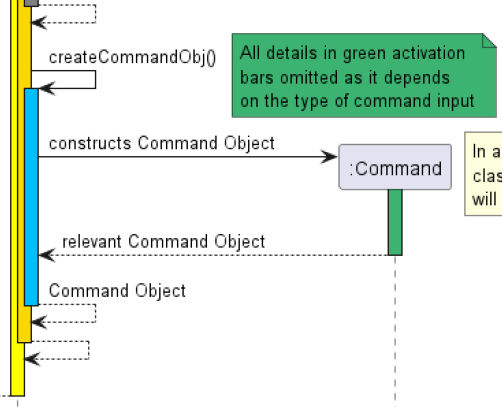 createCommandObj()
All details in green activation
bars omitted as it depends
on the type of command input
constructs Command Object
:Command
In a
clas
will
relevant Command Object
Command Object